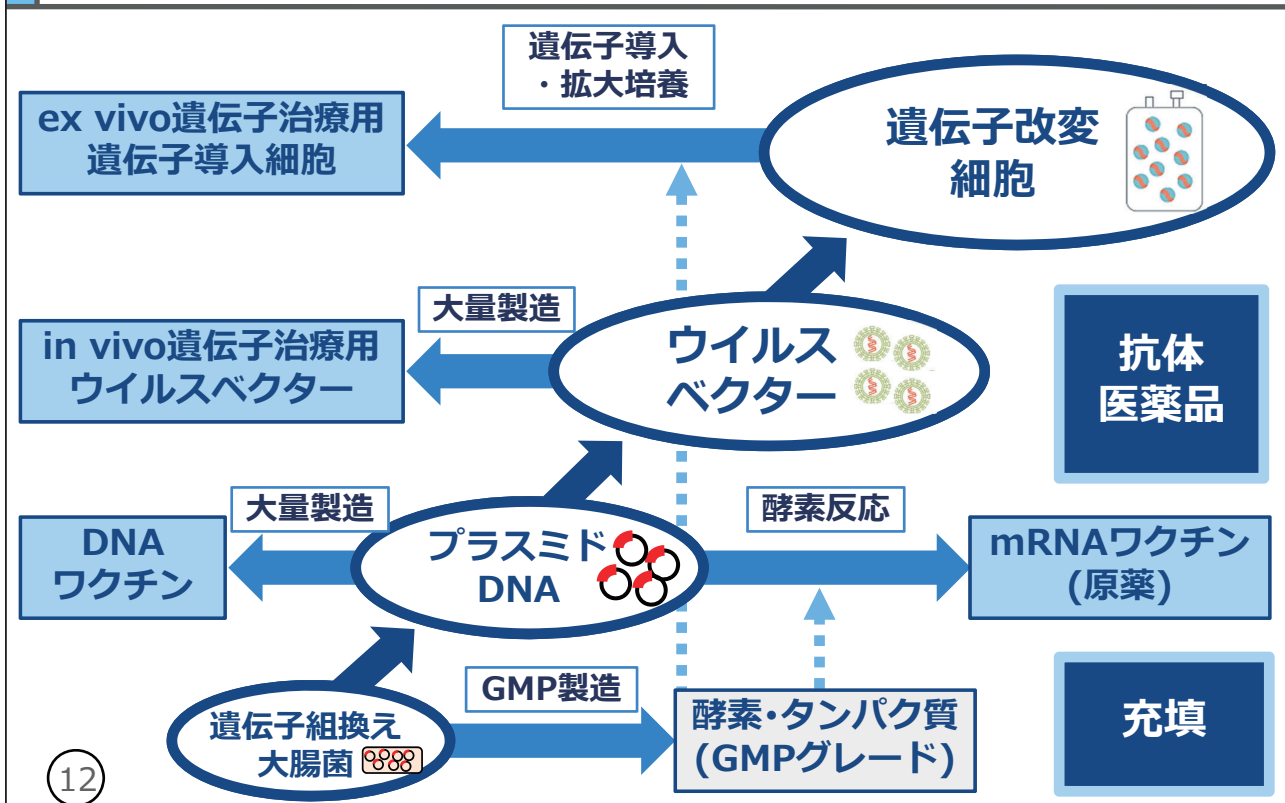 遺伝子導入
・拡大培養
ex vivo遺伝子治療用
遺伝子導入細胞
遺伝子改変
細胞
大量製造
in vivo遺伝子治療用
ウイルスベクター
ウイルス
ベクター
抗体
医薬品
大量製造
酵素反応
DNA
ワクチン
プラスミド
DNA
mRNAワクチン
(原薬)
GMP製造
遺伝子組換え
大腸菌
酵素・タンパク質
(GMPグレード)
充填
12